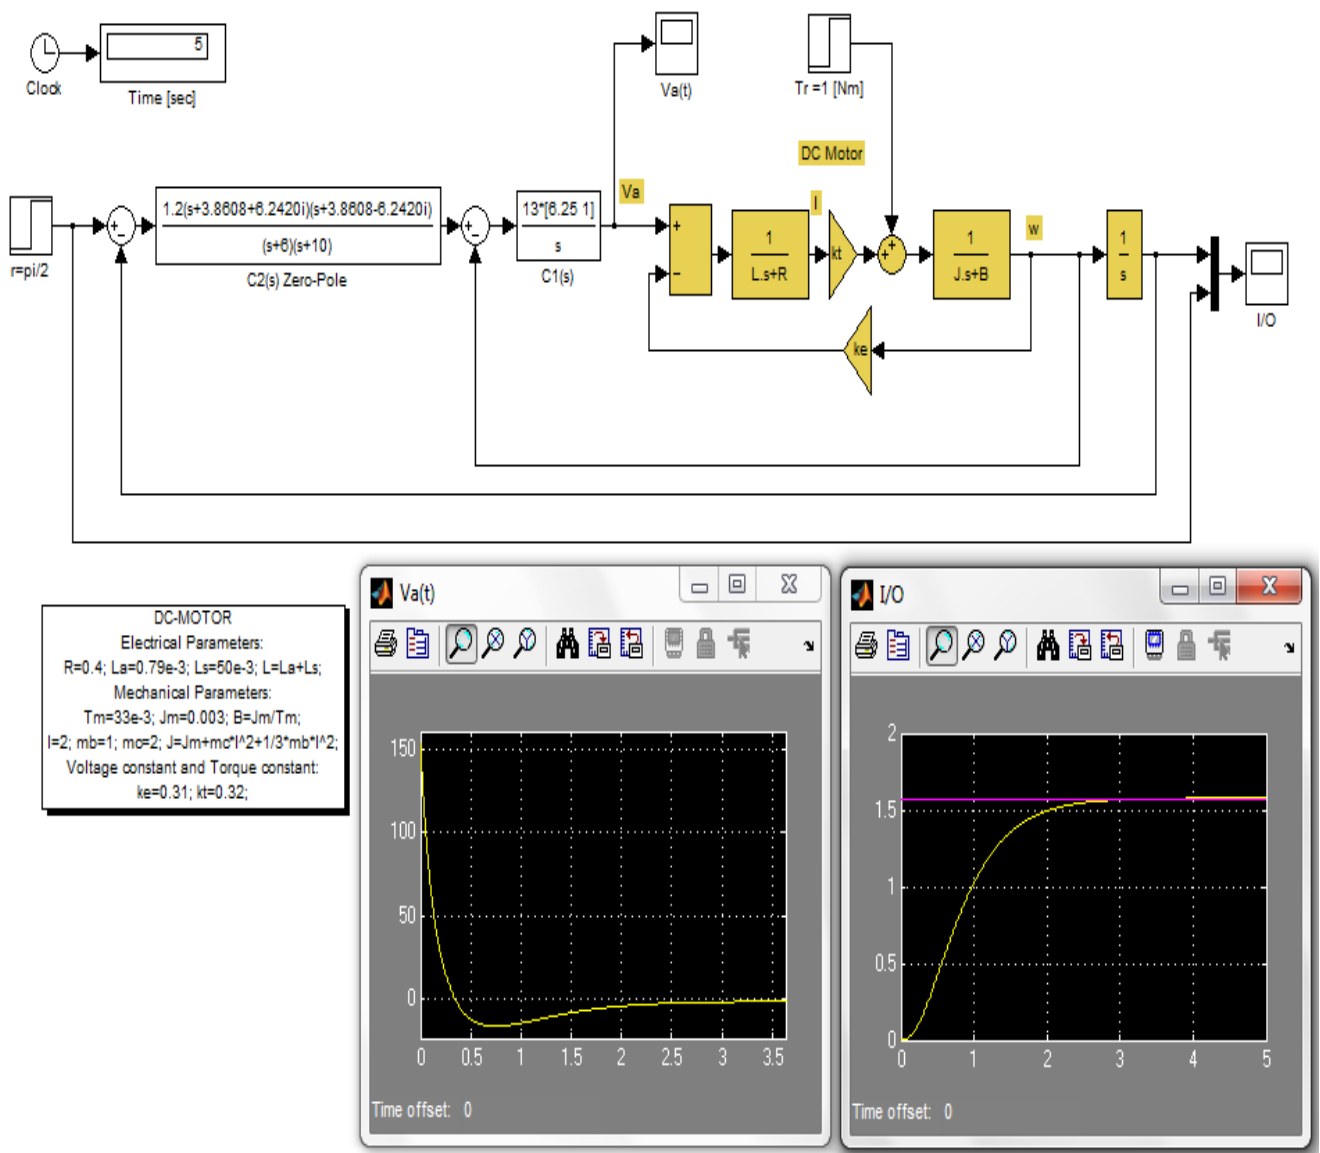 5
Clock
Time [sec]
Va(t)
Tr =1 [Nm]
DC Motor
r=pi/2
1.2(s+3.8608+6.2420i)(s+3.8608-6.2420i)
(s+6)(s+10)
C2(s) Zero-Pole
13*[6.25 1]
s
C1(s)
Va
1
L.s+R
I
kt
1
J.s+B
w
1
s
I/O
ke
DC-MOTOR
Electrical Parameters:
R=0.4; La=0.79e-3; Ls=50e-3; L=La+Ls;
Mechanical Parameters:
Tm=33e-3; Jm=0.003; B=Jm/Tm;
l=2; mb=1; mc=2; J=Jm+mc*l^2+1/3*mb*l^2;
Voltage constant and Torque constant:
ke=0.31; kt=0.32;
Va(t)
150
100
50
0
0 0.5 1 1.5 2 2.5 3 3.5
Time offset: 0
I/O
2
1.5
1
0.5
0
0 1 2 3 4 5
Time offset: 0